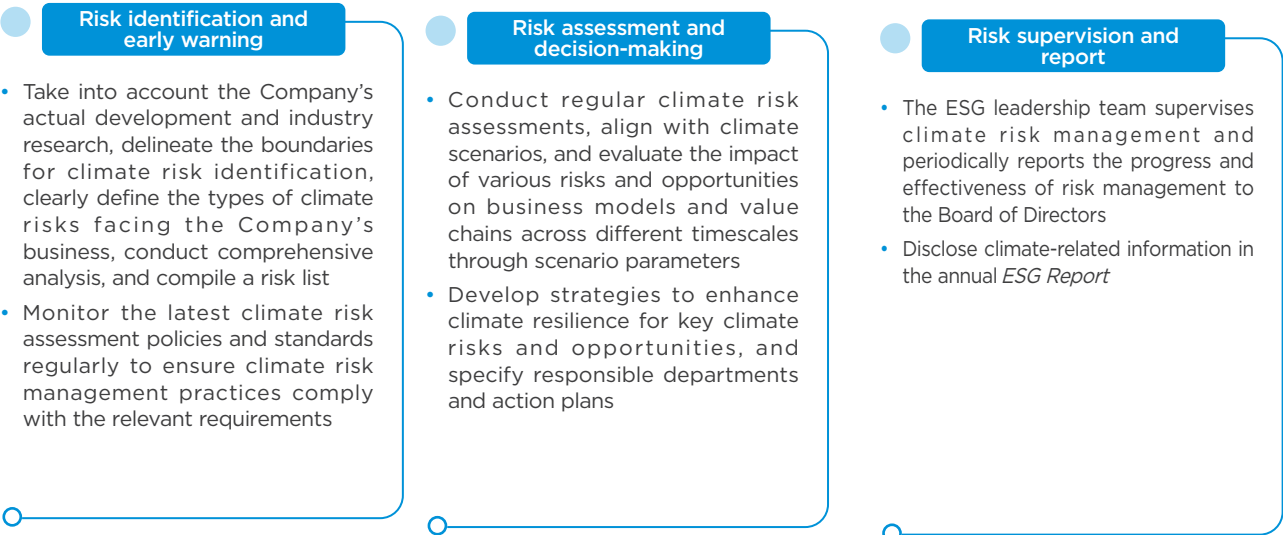 Risk identification and
early warning
• Take into account the Company's
actual development and industry
research, delineate the boundaries
for climate risk identification,
clearly define the types of climate
risks facing the Company's
business, conduct comprehensive
analysis, and compile a risk list
• Monitor the latest climate risk
assessment policies and standards
regularly to ensure climate risk
management practices comply
with the relevant requirements
Risk assessment and
decision-making
• Conduct regular climate risk
assessments, align with climate
scenarios, and evaluate the impact
of various risks and opportunities
on business models and value
chains across different timescales
through scenario parameters
• Develop strategies to enhance
climate resilience for key climate
risks and opportunities, and
specify responsible departments
and action plans
Risk supervision and
report
• The ESG leadership team supervises
climate risk management and
periodically reports the progress and
effectiveness of risk management to
the Board of Directors
• Disclose climate-related information in
the annual ESG Report